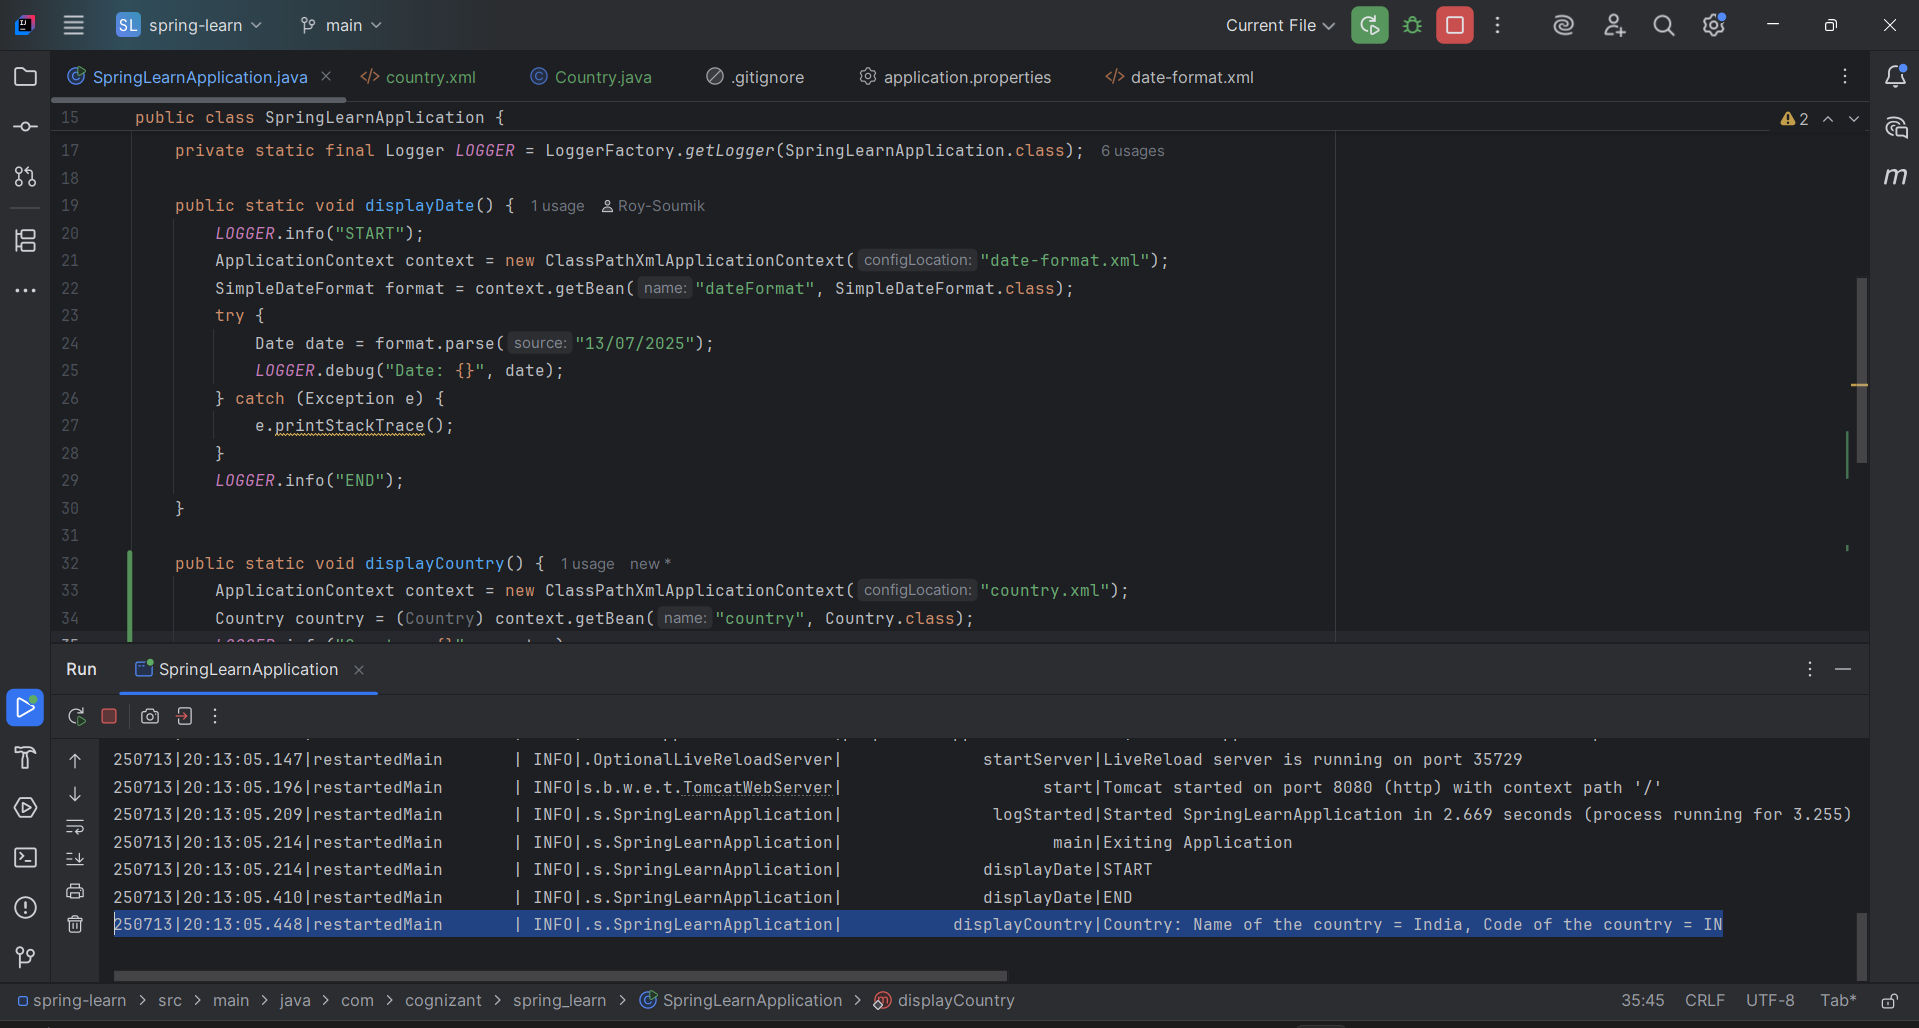 SL spring-learn main Current File
SpringLearnApplication.java country.xml Country.java .gitignore application.properties date-format.xml
15 public class SpringLearnApplication { 2
17 private static final Logger LOGGER = LoggerFactory.getLogger(SpringLearnApplication.class); 6 usages
18
19 public static void displayDate() { 1 usage Roy-Soumik
20 LOGGER.info("START");
21 ApplicationContext context = new ClassPathXmlApplicationContext( configLocation: "date-format.xml");
22 SimpleDateFormat format = context.getBean( name: "dateFormat", SimpleDateFormat.class);
23 try {
24 Date date = format.parse( source: "13/07/2025");
25 LOGGER.debug("Date: {}", date);
26 } catch (Exception e) {
27 e.printStackTrace();
28 }
29 LOGGER.info("END");
30 }
31
32 public static void displayCountry() { 1 usage new *
33 ApplicationContext context = new ClassPathXmlApplicationContext( configLocation: "country.xml");
34 Country country = (Country) context.getBean( name: "country", Country.class);
Run SpringLearnApplication
250713|20:13:05.147|restartedMain | INFO|.OptionalLiveReloadServer| startServer|LiveReload server is running on port 35729
250713|20:13:05.196|restartedMain | INFO|s.b.w.e.t.TomcatWebServer| start|Tomcat started on port 8080 (http) with context path '/'
250713|20:13:05.209|restartedMain | INFO|.s.SpringLearnApplication| logStarted|Started SpringLearnApplication in 2.669 seconds (process running for 3.255)
250713|20:13:05.214|restartedMain | INFO|.s.SpringLearnApplication| main|Exiting Application
250713|20:13:05.214|restartedMain | INFO|.s.SpringLearnApplication| displayDate|START
250713|20:13:05.410|restartedMain | INFO|.s.SpringLearnApplication| displayDate|END
250713|20:13:05.448|restartedMain | INFO|.s.SpringLearnApplication| displayCountry|Country: Name of the country = India, Code of the country = IN
spring-learn > src > main > java > com > cognizant > spring_learn > SpringLearnApplication > displayCountry 35:45 CRLF UTF-8 Tab*